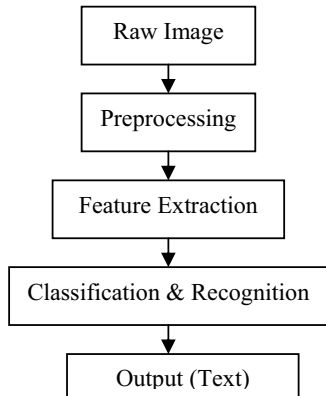 Raw Image
Preprocessing
Feature Extraction
Classification & Recognition
Output (Text)